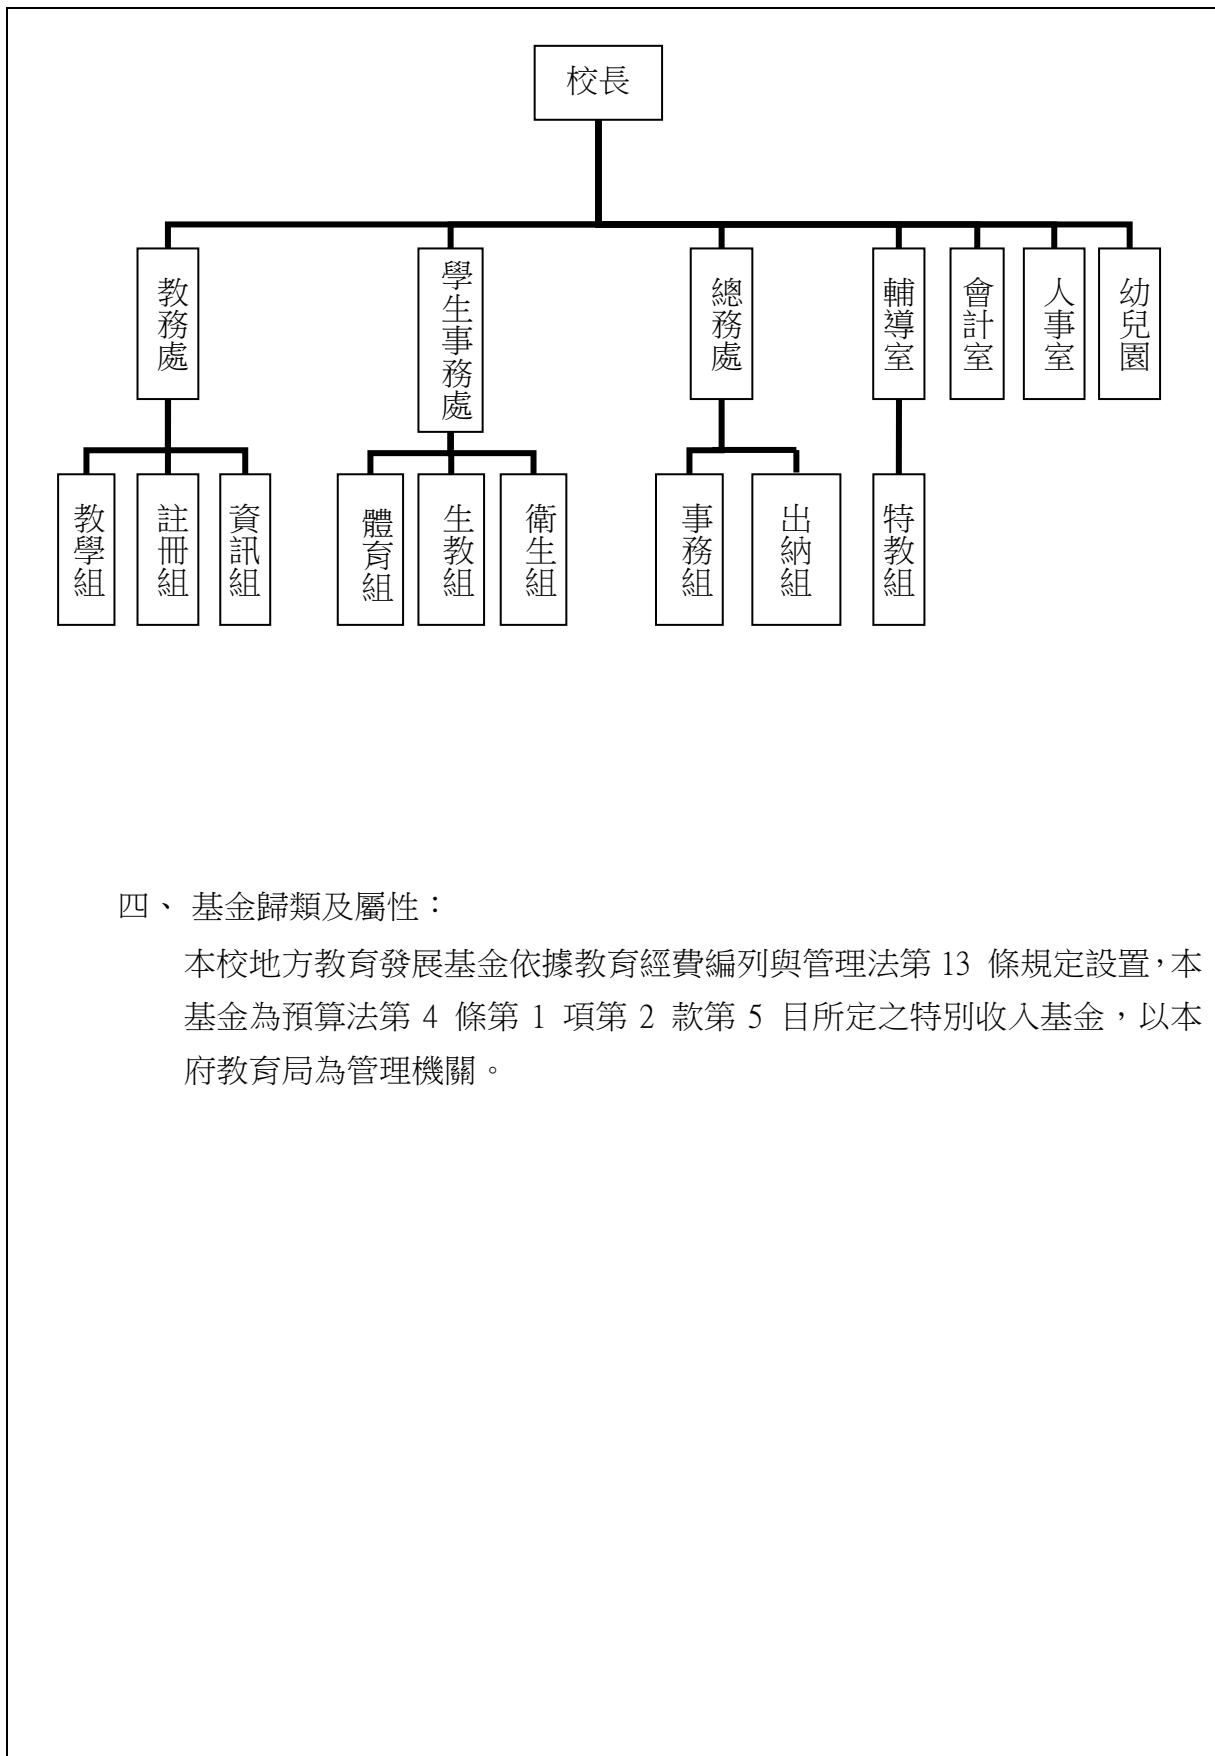 校長
教務處
學生事務處
總務處
輔導室
會計室
人事室
幼兒園
教學組
註冊組
資訊組
體育組
生教組
衛生組
事務組
出納組
特教組
四、 基金歸類及屬性：
本校地方教育發展基金依據教育經費編列與管理法第 13 條規定設置，本
基金為預算法第 4 條第 1 項第 2 款第 5 目所定之特別收入基金，以本
府教育局為管理機關。